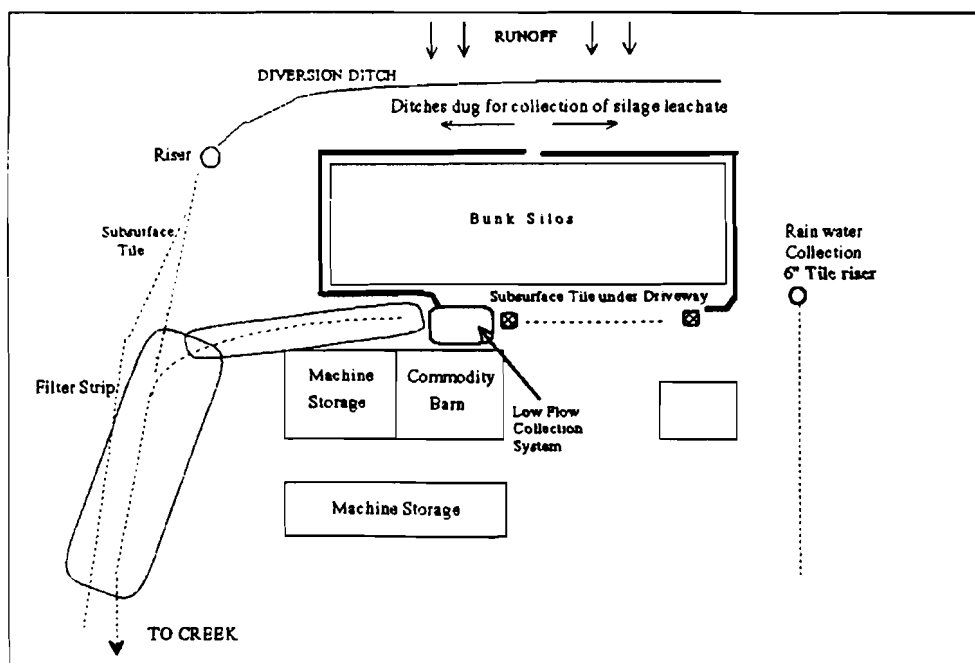 RUNOFF
DIVERSION DITCH
Ditches dug for collection of silage leachate
Riser
Bunk Silos
Subsurface
Tile
Rain water
Collection
6" Tile riser
Subsurface Tile under Driveway
Filter Strip
Machine
Storage
Commodity
Barn
Low Flow
Collection
System
Machine Storage
TO CREEK